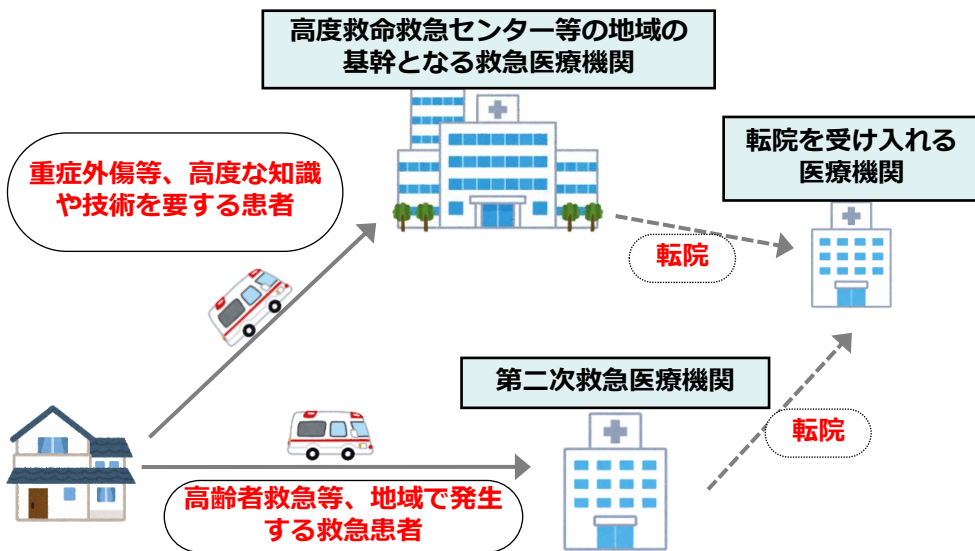 高度救命救急センター等の地域の
基幹となる救急医療機関
転院を受け入れる
医療機関
重症外傷等、高度な知識
や技術を要する患者
転院
第二次救急医療機関
転院
高齢者救急等、地域で発生
する救急患者